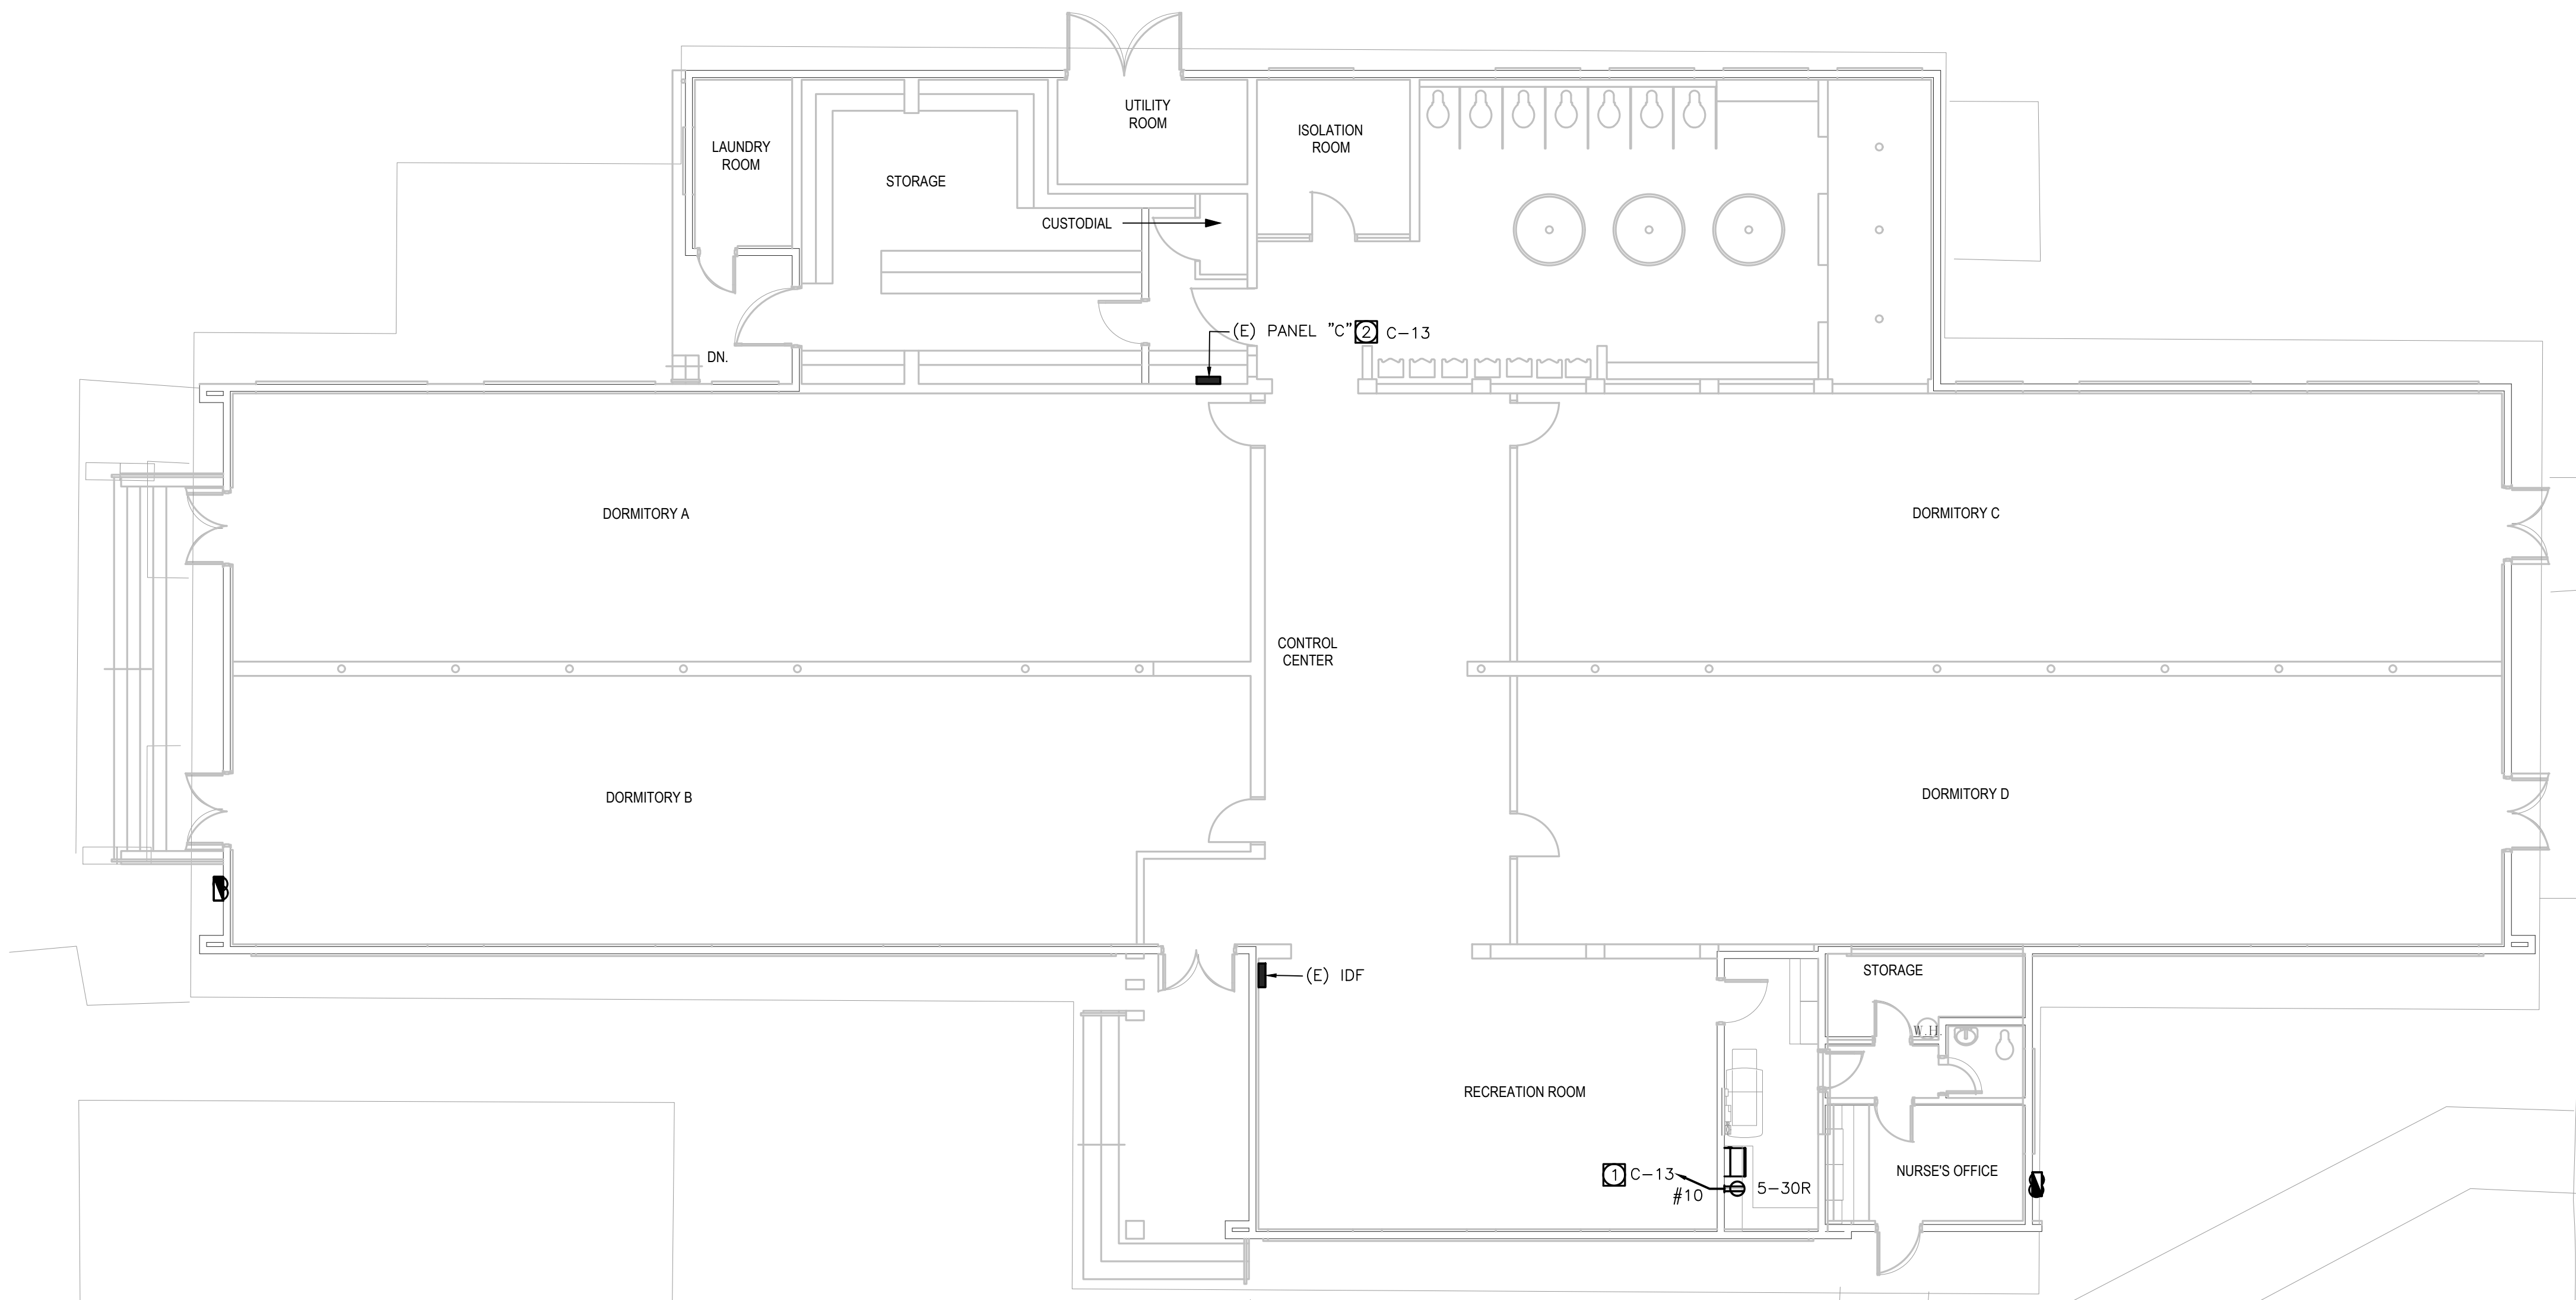 UTILITY
ROOM
ISOLATION
ROOM
LAUNDRY
ROOM
STORAGE
CUSTODIAL
(E) PANEL "C" 2 C-13
DN.
DORMITORY A
DORMITORY C
CONTROL
CENTER
DORMITORY B
DORMITORY D
(E) IDF
STORAGE
W.H.
RECREATION ROOM
NURSE'S OFFICE
1 C-13
#10
5-30R